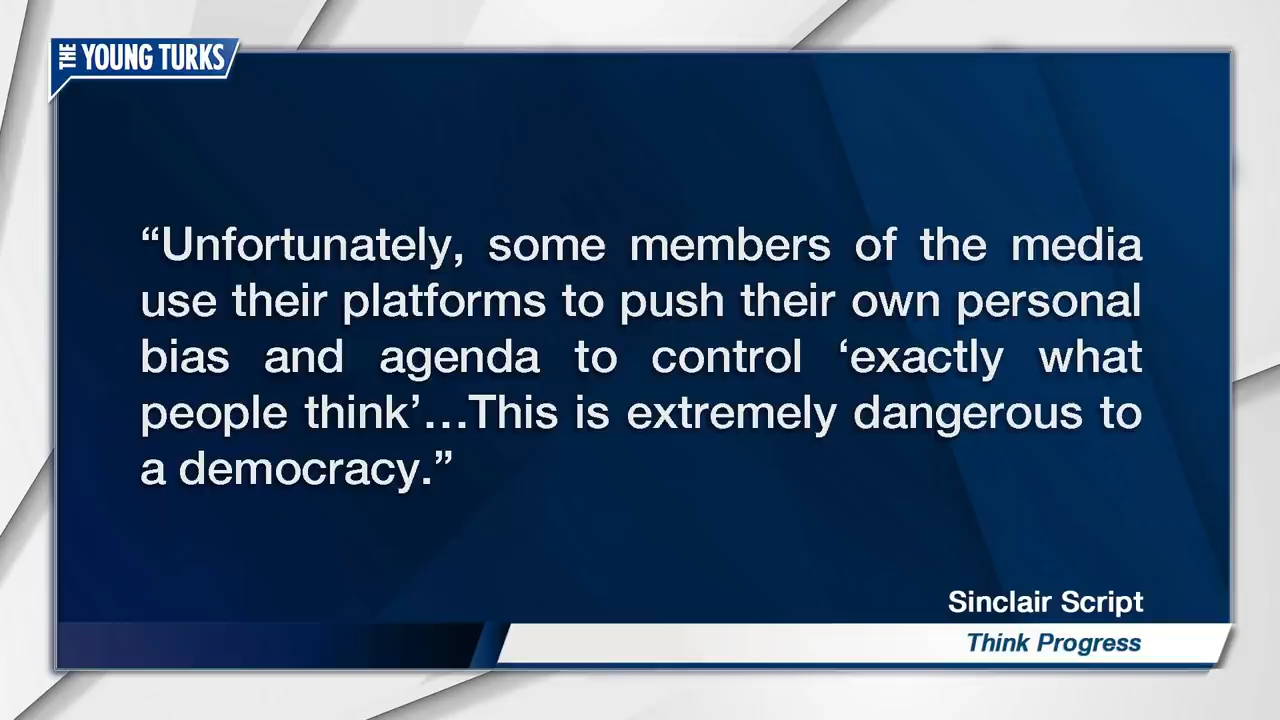 THE YOUNG TURKS
“Unfortunately, some members of the media
use their platforms to push their own personal
bias and agenda to control ‘exactly what
people think’…This is extremely dangerous to
a democracy.”
Sinclair Script
Think Progress